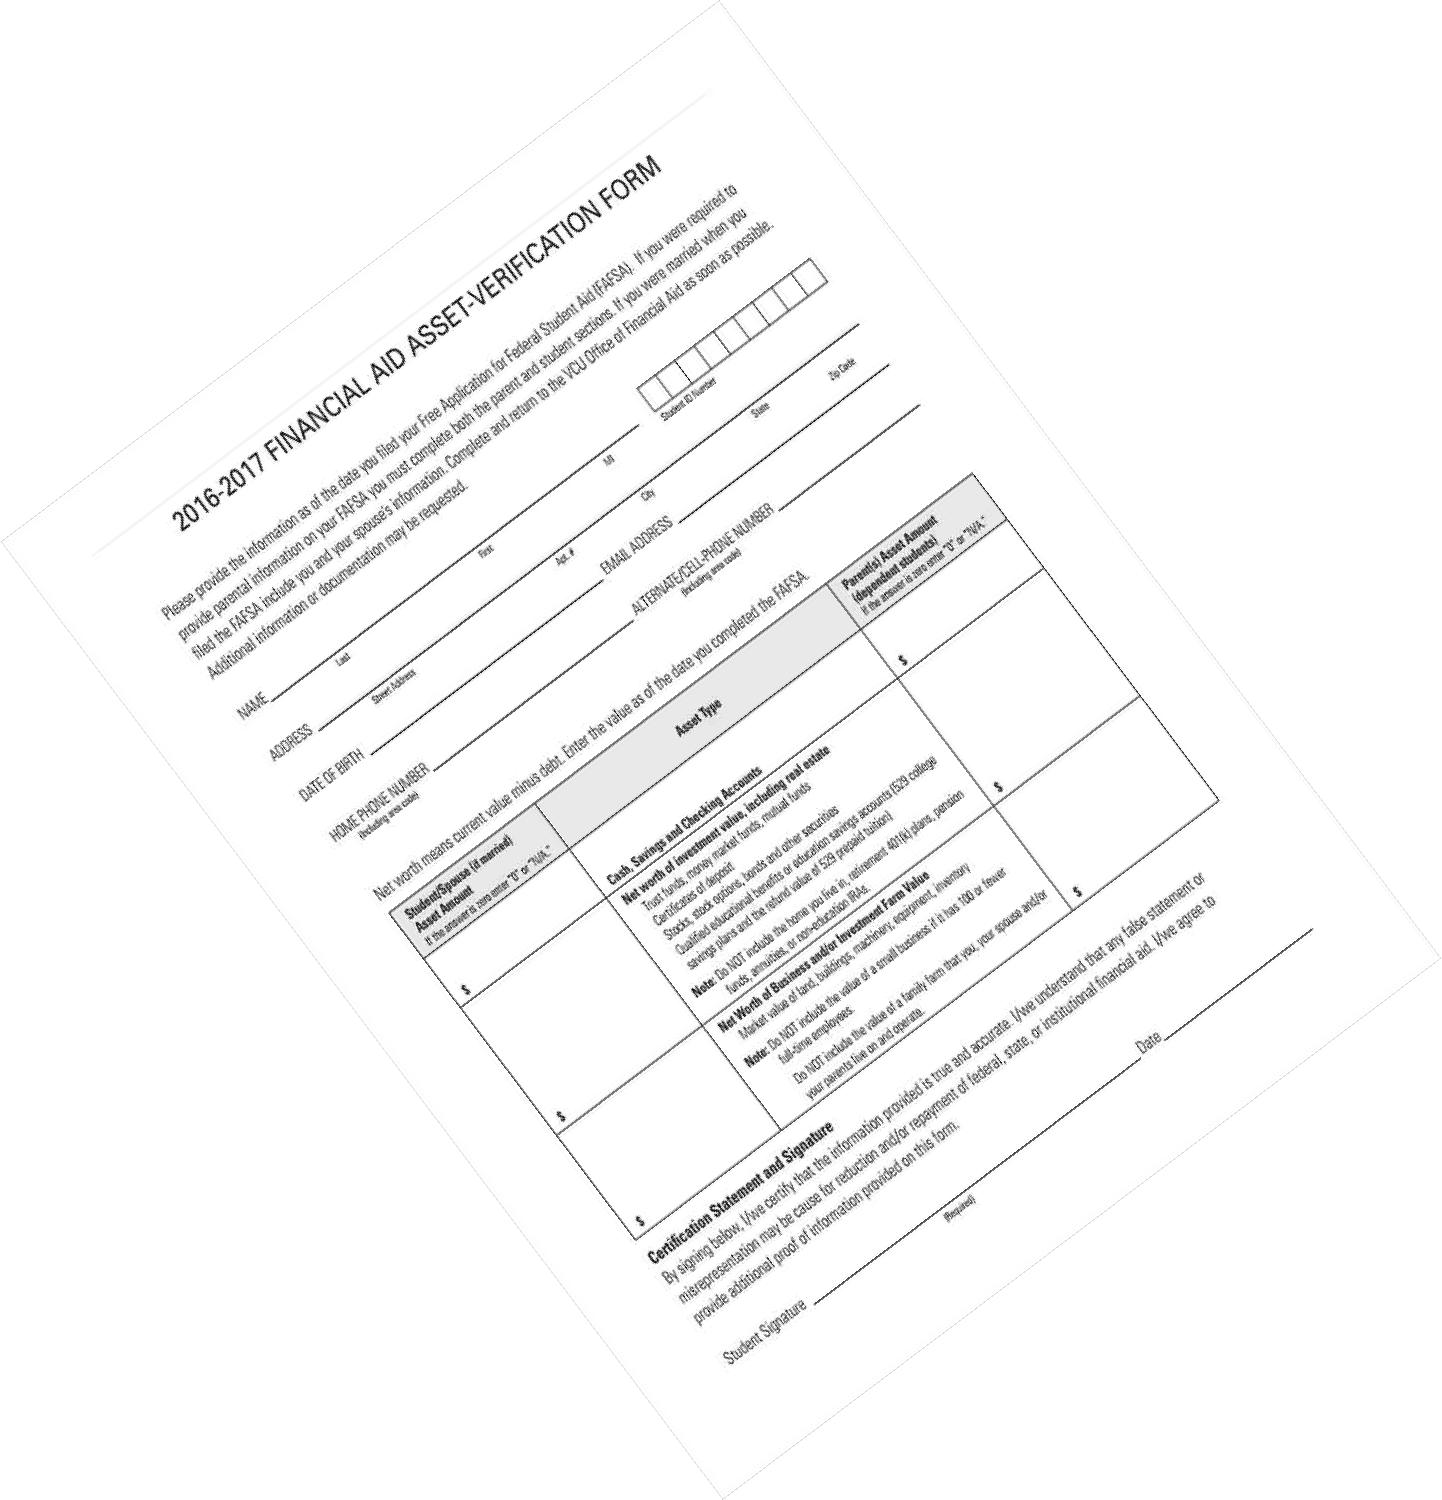 2016-2017 FINANCIAL AID ASSET-VERIFICATION FORM
Please provide the information as of the date you filed your Free Application for Federal Student Aid (FAFSA). If you were required to
provide parental information on your FAFSA you must complete both the parent and student sections. If you were married when you
filed the FAFSA include you and your spouse's information. Complete and return to the VCU Office of Financial Aid as soon as possible.
Additional information or documentation may be requested.
NAME
Last First MI Student ID Number
ADDRESS
Street Address Apt. # City State Zip Code
DATE OF BIRTH EMAIL ADDRESS
HOME PHONE NUMBER ALTERNATE/CELL-PHONE NUMBER
(including area code) (including area code)
Net worth means current value minus debt. Enter the value as of the date you completed the FAFSA.
Student/Spouse (if married)
Asset Amount
If the answer is zero enter "0" or "N/A."
Asset Type
Parent(s) Asset Amount
(dependent students)
If the answer is zero enter "0" or "N/A."
$ Cash, Savings and Checking Accounts $
Net worth of investment value, including real estate
Trust funds, money market funds, mutual funds
Certificates of deposit
Stocks, stock options, bonds and other securities
Qualified educational benefits or education savings accounts (529 college
savings plans and the refund value of 529 prepaid tuition)
Note: Do NOT include the home you live in, retirement 401(k) plans, pension
funds, annuities, or non-education IRAs.
$ $
Net Worth of Business and/or Investment Farm Value
Market value of land, buildings, machinery, equipment, inventory
Note: Do NOT include the value of a small business if it has 100 or fewer
full-time employees.
Do NOT include the value of a family farm that you, your spouse and/or
your parents live on and operate.
$ $
Certification Statement and Signature
By signing below, I/we certify that the information provided is true and accurate. I/we understand that any false statement or
misrepresentation may be cause for reduction and/or repayment of federal, state, or institutional financial aid. I/we agree to
provide additional proof of information provided on this form.
Student Signature Date
(Required)